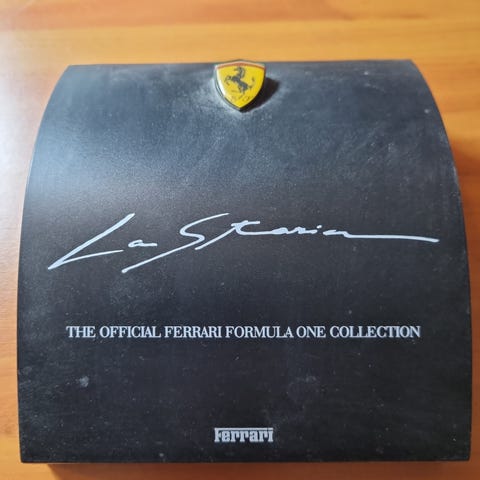 La Storia
THE OFFICIAL FERRARI FORMULA ONE COLLECTION
Ferrari